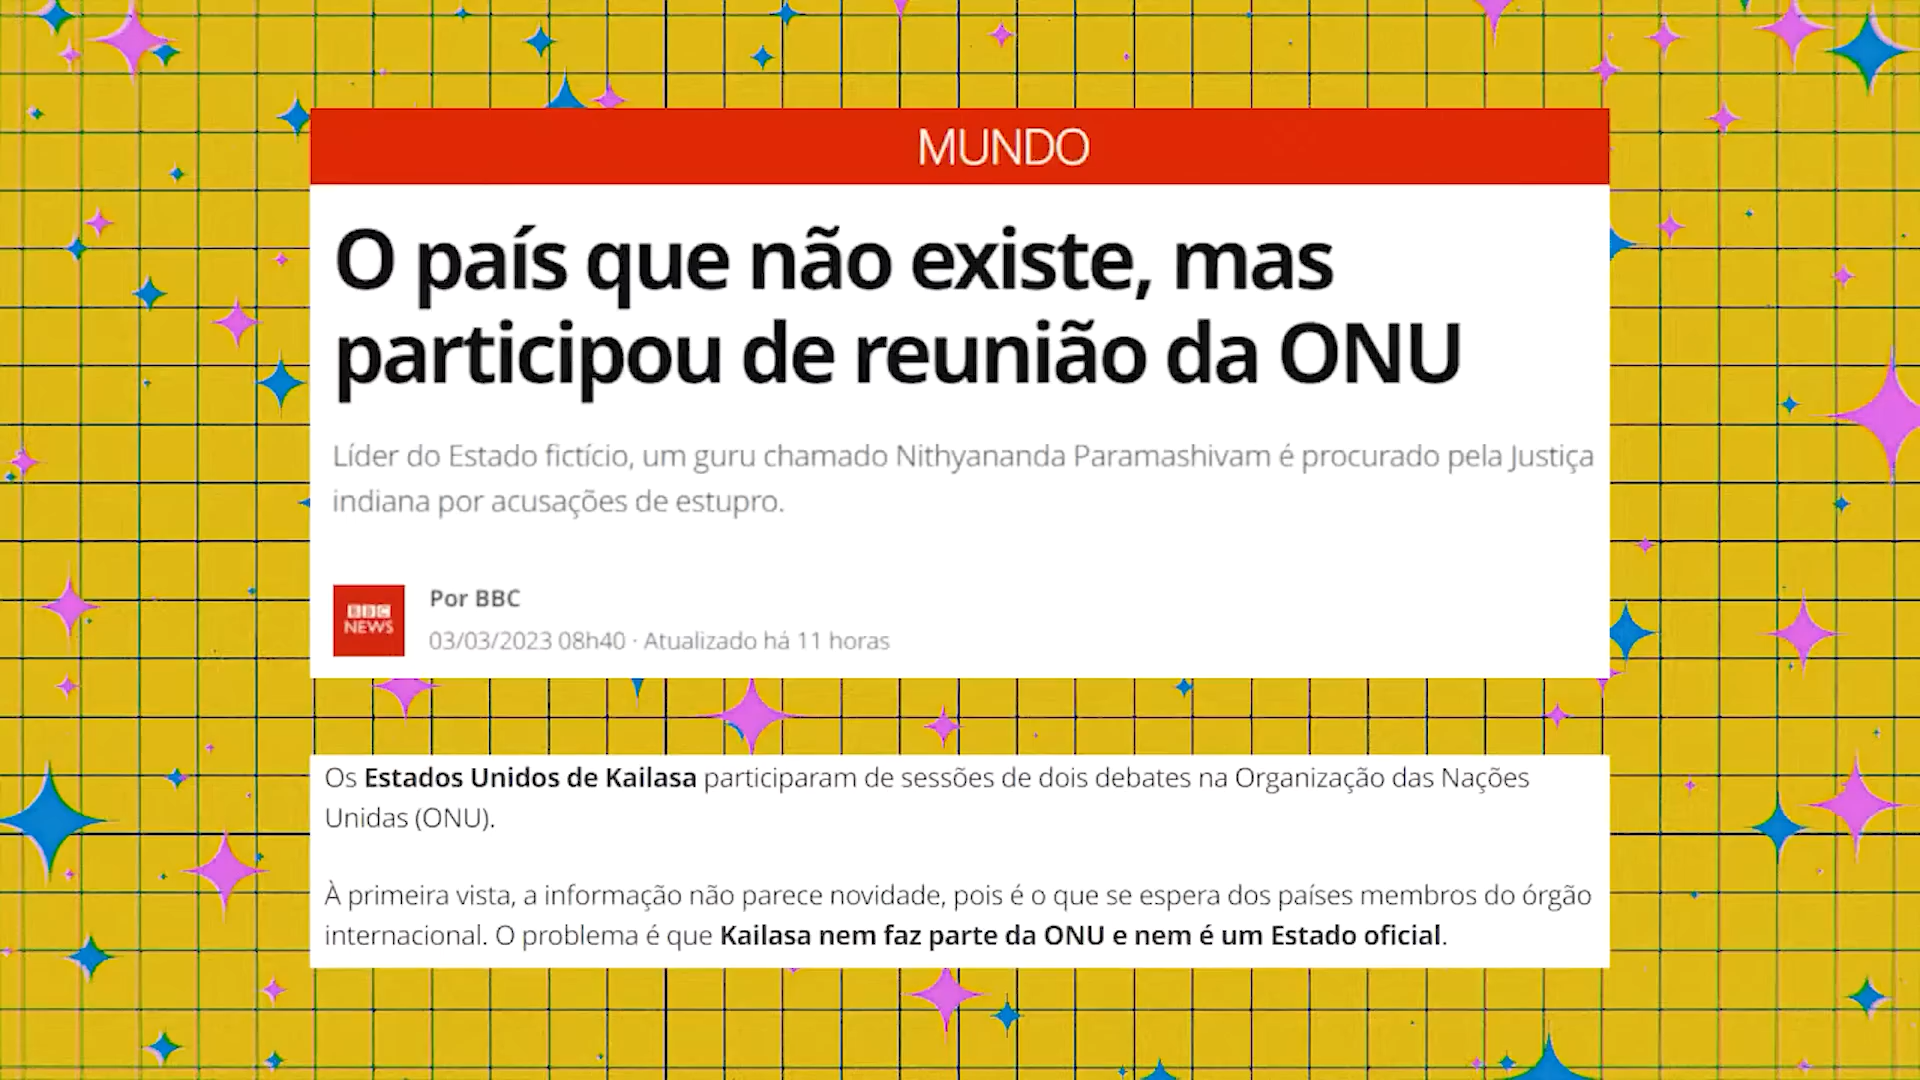 MUNDO
O país que não existe, mas
participou de reunião da ONU
Líder do Estado fictício, um guru chamado Nithyananda Paramashivam é procurado pela Justiça
indiana por acusações de estupro.
BBC
NEWS
Por BBC
03/03/2023 08h40 · Atualizado há 11 horas
Os Estados Unidos de Kailasa participaram de sessões de dois debates na Organização das Nações
Unidas (ONU).
À primeira vista, a informação não parece novidade, pois é o que se espera dos países membros do órgão
internacional. O problema é que Kailasa nem faz parte da ONU e nem é um Estado oficial.